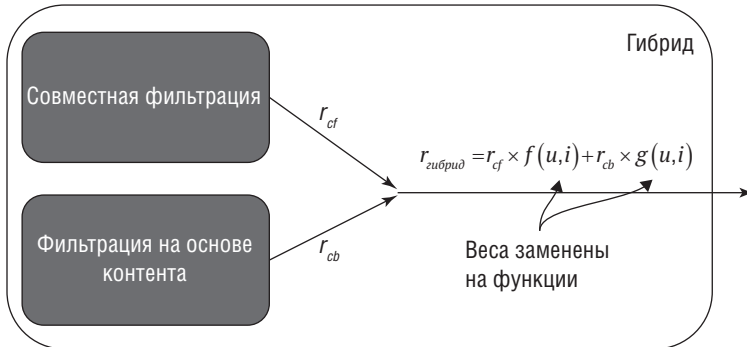 Гибрид
Совместная фильтрация
r_cf
r_гибрид = r_cf × f(u,i) + r_cb × g(u,i)
Фильтрация на основе
контента
r_cb
Веса заменены
на функции